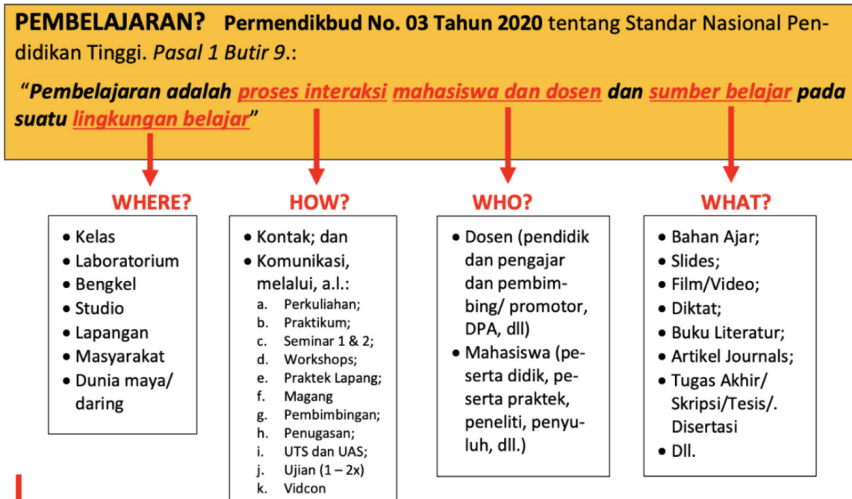 PEMBELAJARAN? Permendikbud No. 03 Tahun 2020 tentang Standar Nasional Pen-
didikan Tinggi. Pasal 1 Butir 9.:
“Pembelajaran adalah proses interaksi mahasiswa dan dosen dan sumber belajar pada
suatu lingkungan belajar”
WHERE?
• Kelas
• Laboratorium
• Bengkel
• Studio
• Lapangan
• Masyarakat
• Dunia maya/
daring
HOW?
• Kontak; dan
• Komunikasi,
melalui, a.l.:
a. Perkuliahan;
b. Praktikum;
c. Seminar 1 & 2;
d. Workshops;
e. Praktek Lapang;
f. Magang
g. Pembimbingan;
h. Penugasan;
i. UTS dan UAS;
j. Ujian (1 – 2x)
k. Vidcon
WHO?
• Dosen (pendidik
dan pengajar
dan pembim-
bing/ promotor,
DPA, dll)
• Mahasiswa (pe-
serta didik, pe-
serta praktek,
peneliti, penyu-
luh, dll.)
WHAT?
• Bahan Ajar;
• Slides;
• Film/Video;
• Diktat;
• Buku Literatur;
• Artikel Journals;
• Tugas Akhir/
Skripsi/Tesis/.
Disertasi
• Dll.